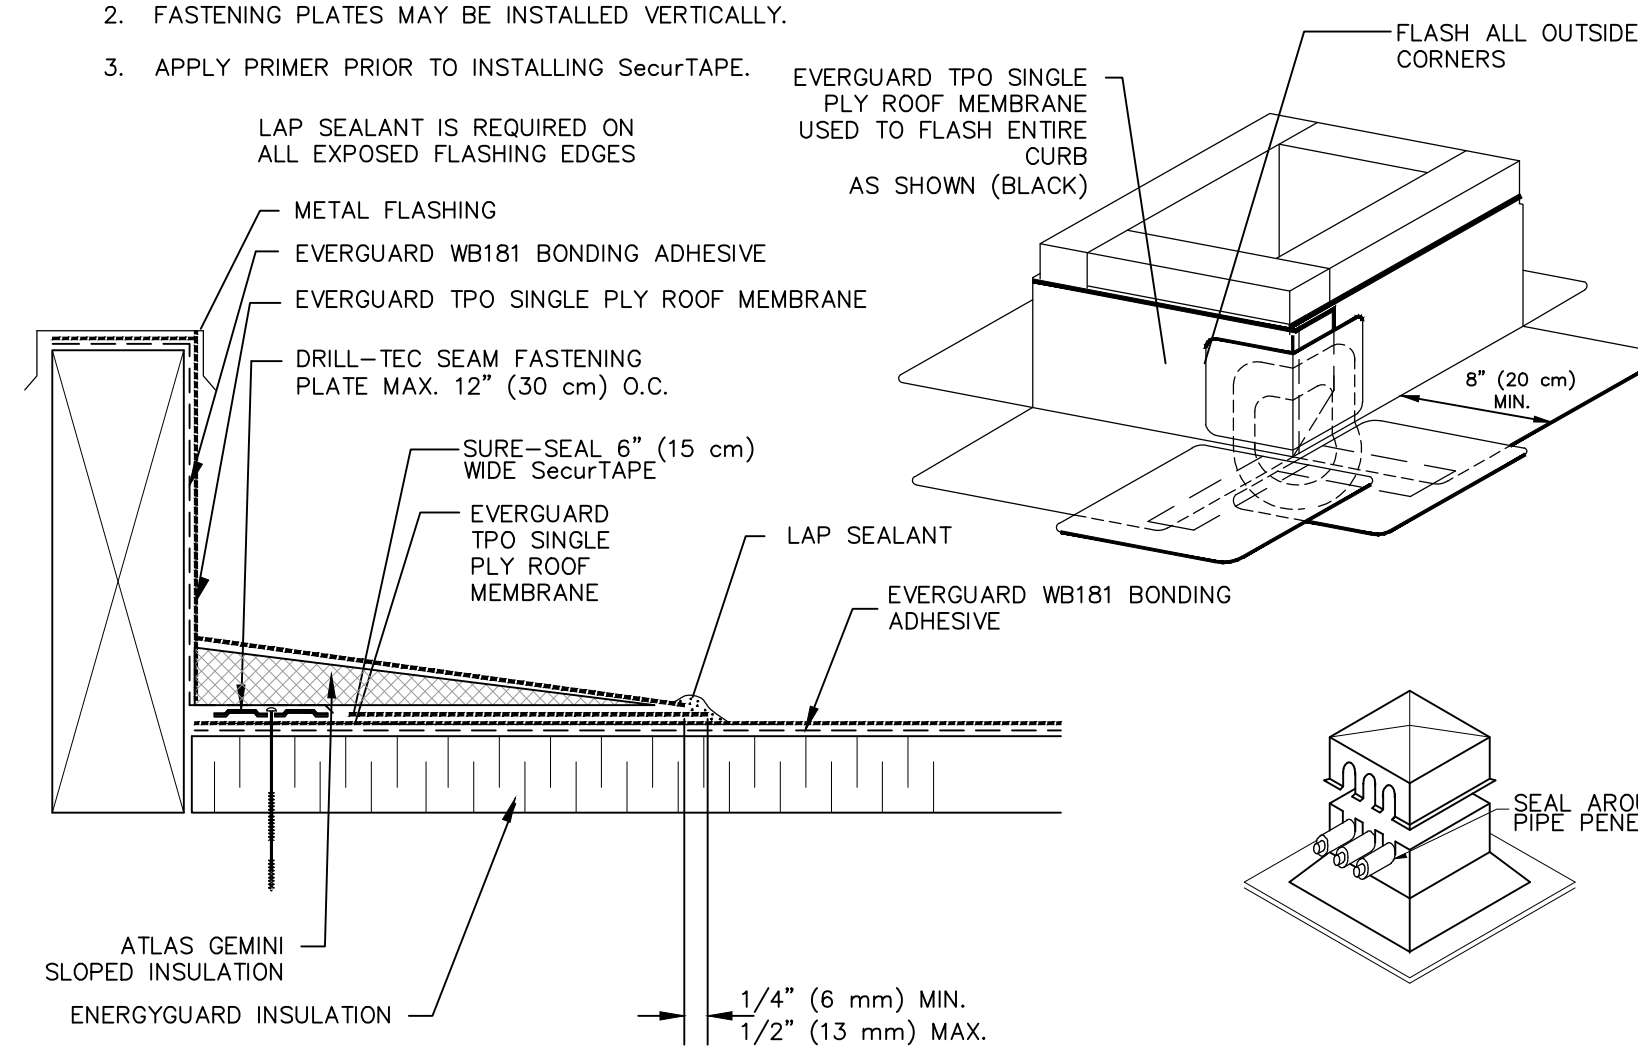 2. FASTENING PLATES MAY BE INSTALLED VERTICALLY.
3. APPLY PRIMER PRIOR TO INSTALLING SecurTAPE.
LAP SEALANT IS REQUIRED ON
ALL EXPOSED FLASHING EDGES
METAL FLASHING
EVERGUARD WB181 BONDING ADHESIVE
EVERGUARD TPO SINGLE PLY ROOF MEMBRANE
DRILL-TEC SEAM FASTENING
PLATE MAX. 12" (30 cm) O.C.
SURE-SEAL 6" (15 cm)
WIDE SecurTAPE
EVERGUARD
TPO SINGLE
PLY ROOF
MEMBRANE
LAP SEALANT
EVERGUARD WB181 BONDING
ADHESIVE
ATLAS GEMINI
SLOPED INSULATION
ENERGYGUARD INSULATION
1/4" (6 mm) MIN.
1/2" (13 mm) MAX.
EVERGUARD TPO SINGLE
PLY ROOF MEMBRANE
USED TO FLASH ENTIRE
CURB
AS SHOWN (BLACK)
FLASH ALL OUTSIDE
CORNERS
8" (20 cm)
MIN.
SEAL
PIPE